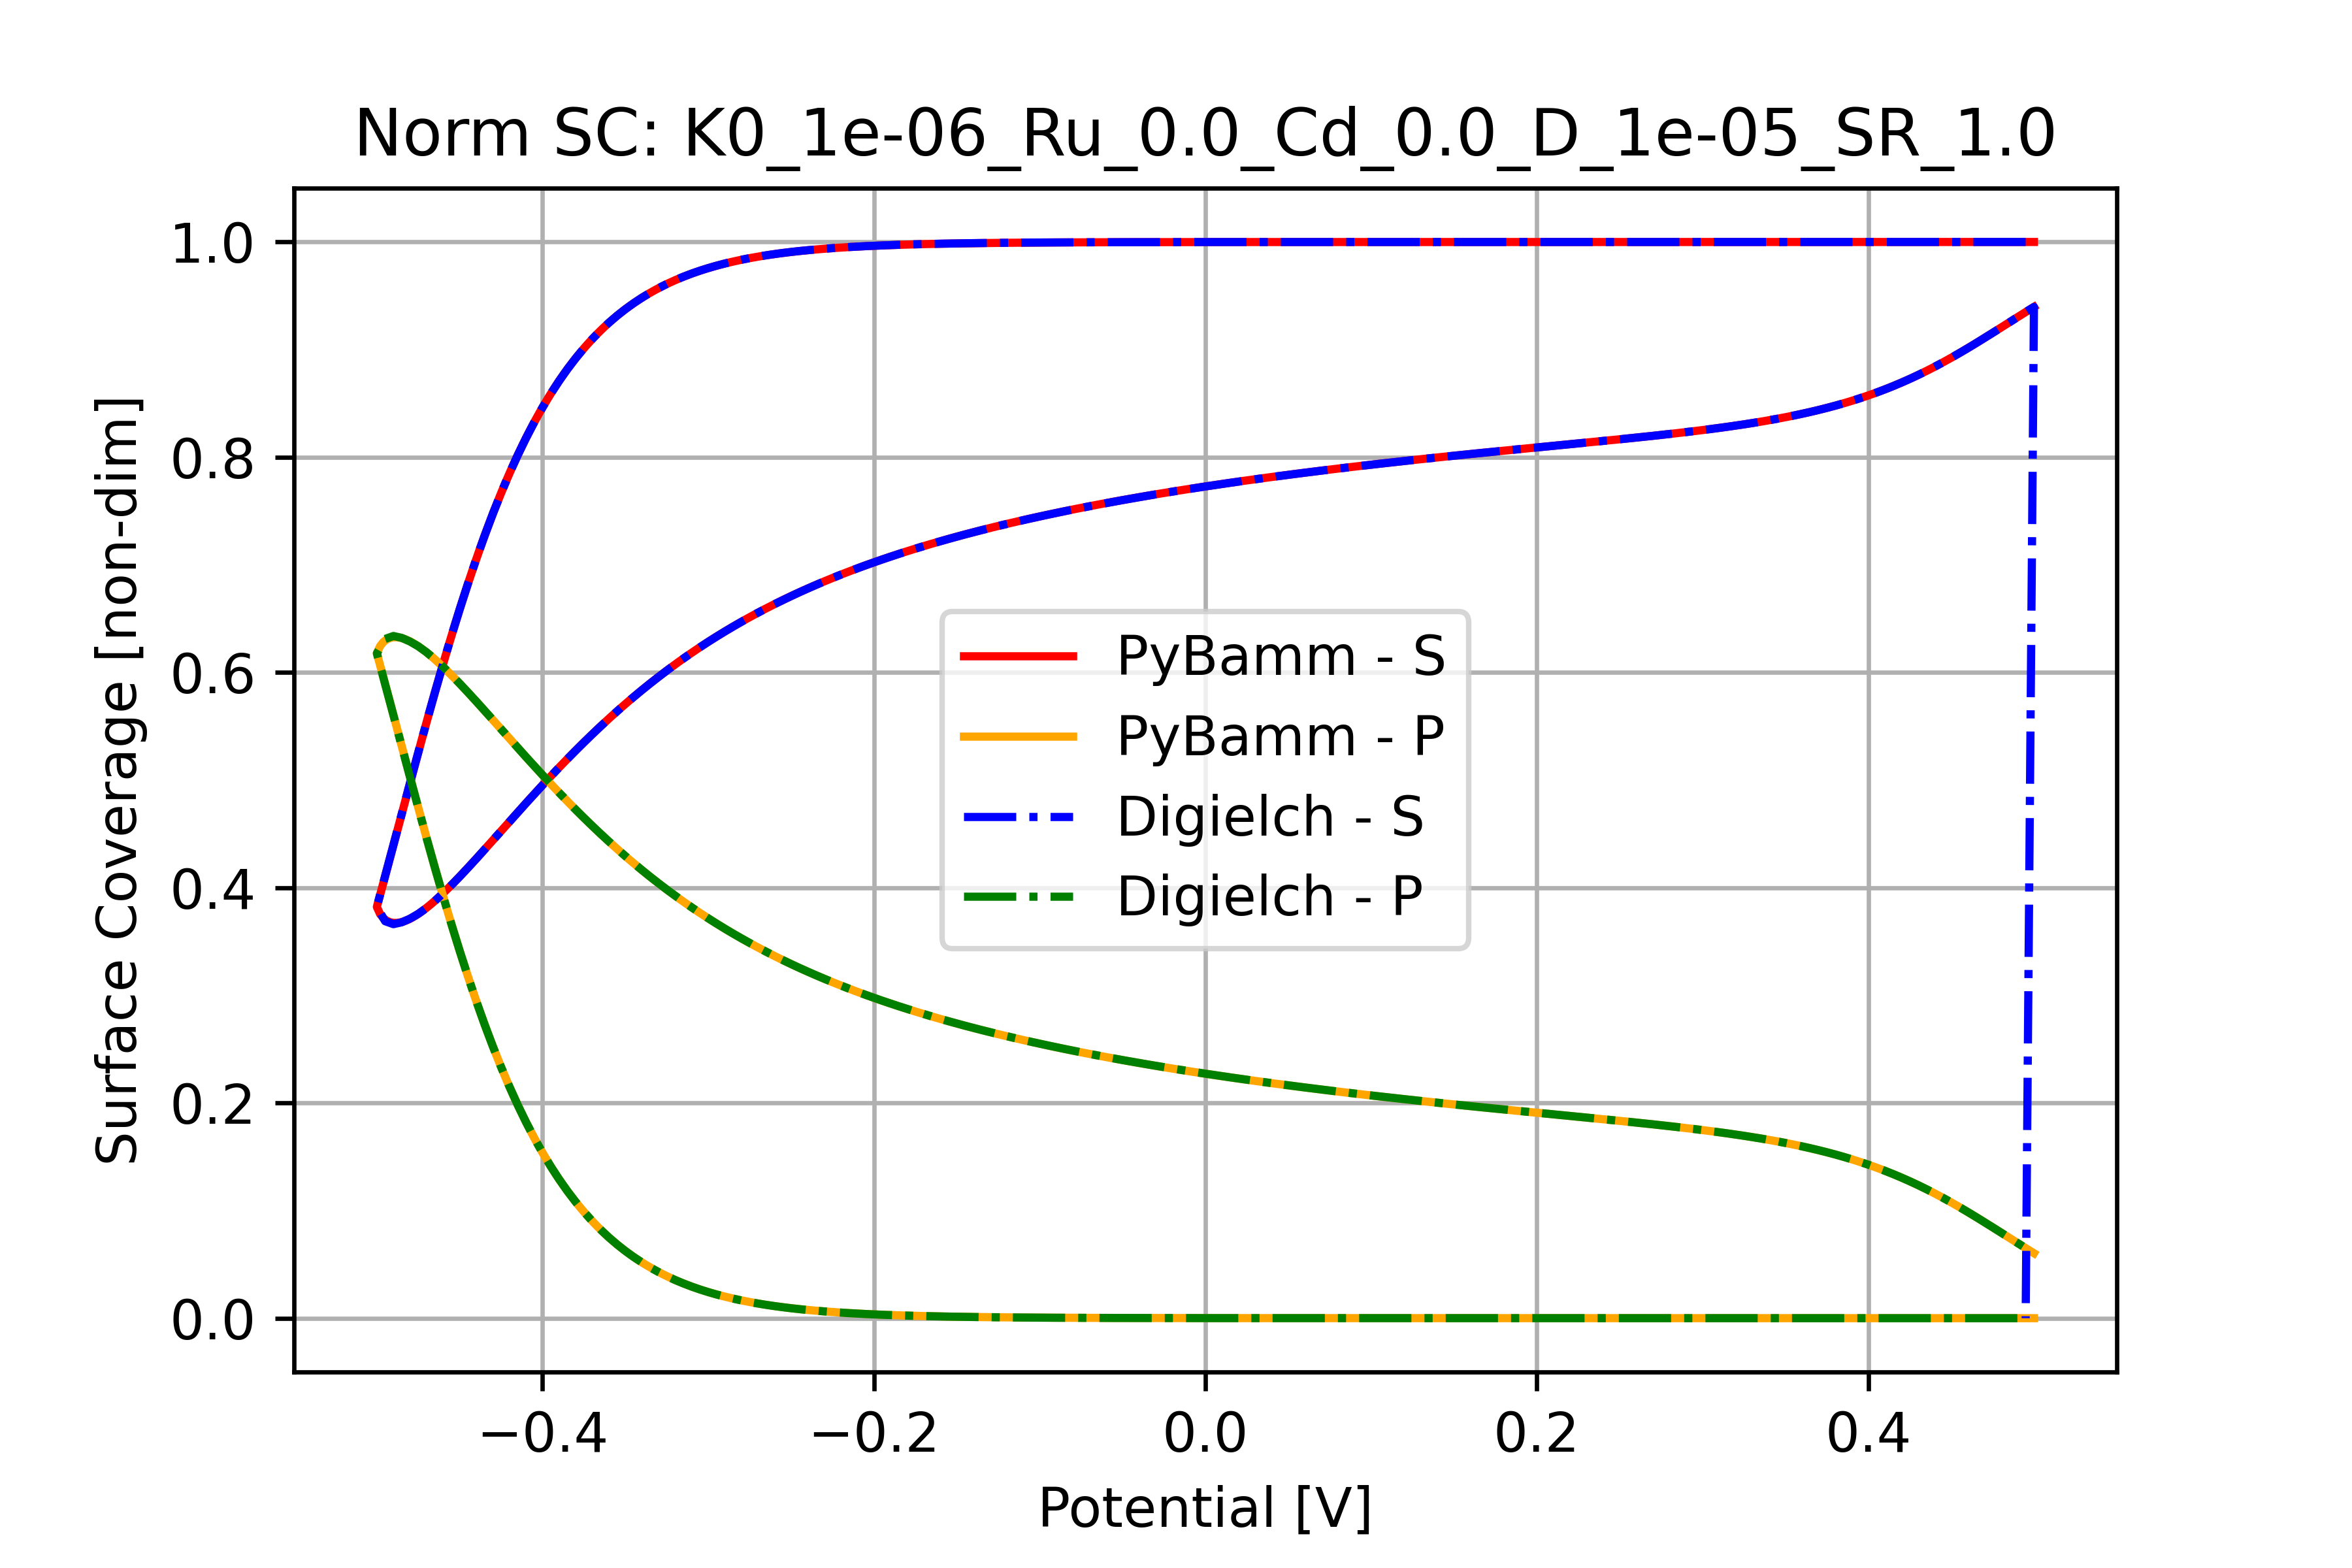 Norm SC: K0_1e-06_Ru_0.0_Cd_0.0_D_1e-05_SR_1.0
Surface Coverage [non-dim]
1.0
0.8
0.6
0.4
0.2
0.0
PyBamm - S
PyBamm - P
Digielch - S
Digielch - P
−0.4
−0.2
0.0
0.2
0.4
Potential [V]